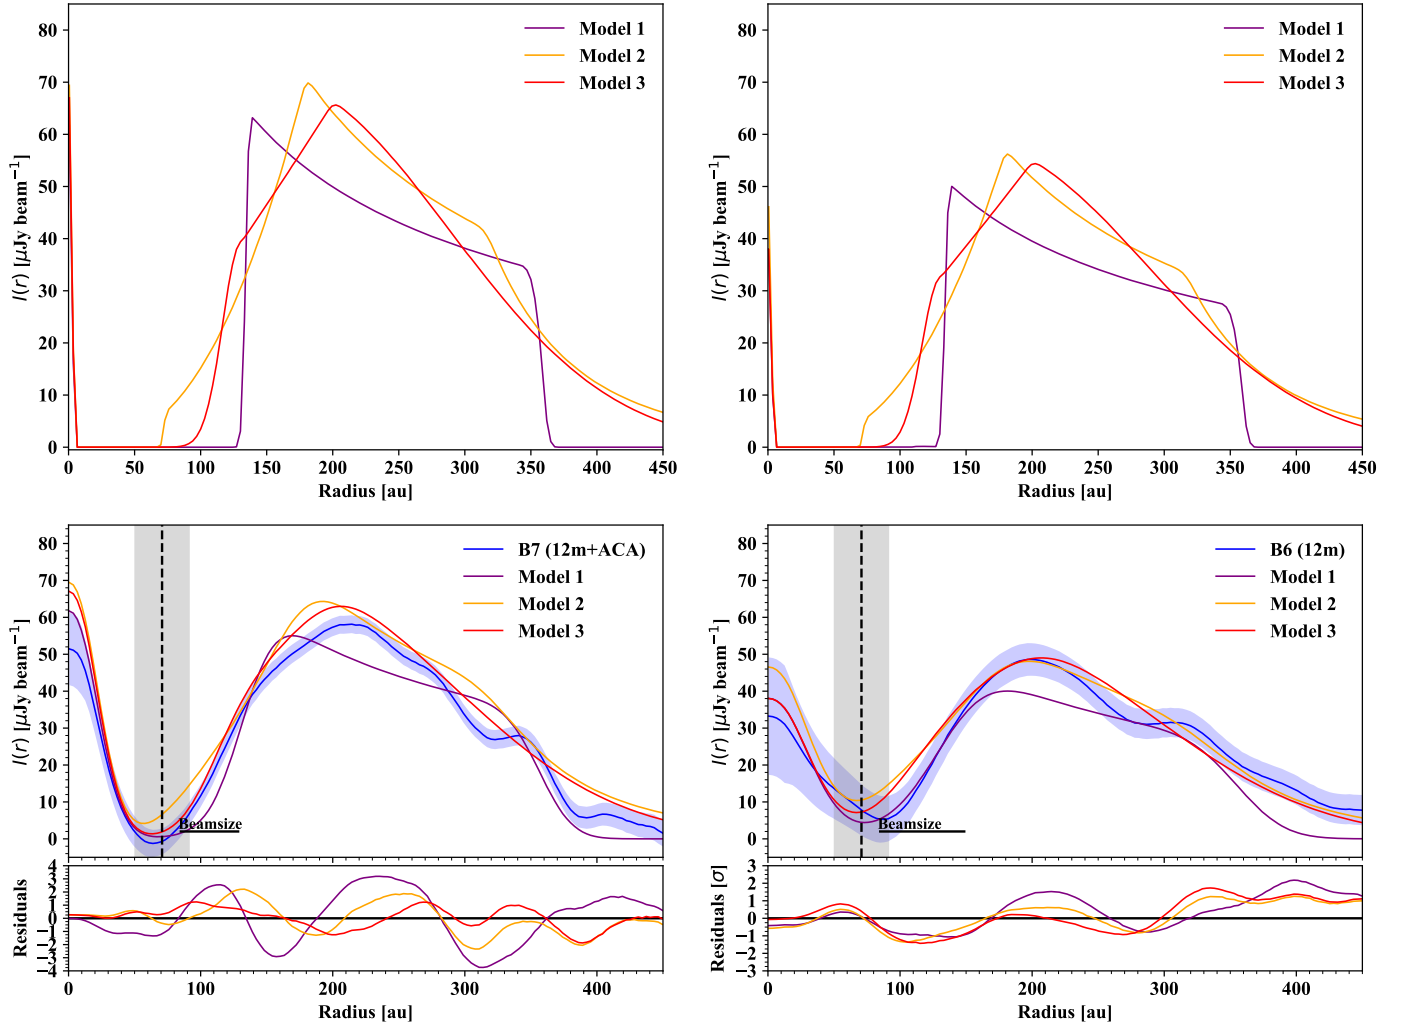 80
70
60
50
40
30
20
10
0
I(r) [μJy beam⁻¹]
Model 1
Model 2
Model 3
0 50 100 150 200 250 300 350 400 450
Radius [au]
80
70
60
50
40
30
20
10
0
I(r) [μJy beam⁻¹]
Model 1
Model 2
Model 3
0 50 100 150 200 250 300 350 400 450
Radius [au]
80
70
60
50
40
30
20
10
0
I(r) [μJy beam⁻¹]
B7 (12m+ACA)
Model 1
Model 2
Model 3
Beamsize
3
2
1
0
−1
−2
−3
−4
Residuals
0 100 200 300 400
Radius [au]
80
70
60
50
40
30
20
10
0
I(r) [μJy beam⁻¹]
B6 (12m)
Model 1
Model 2
Model 3
Beamsize
3
2
1
0
−1
−2
−3
Residuals [σ]
0 100 200 300 400
Radius [au]